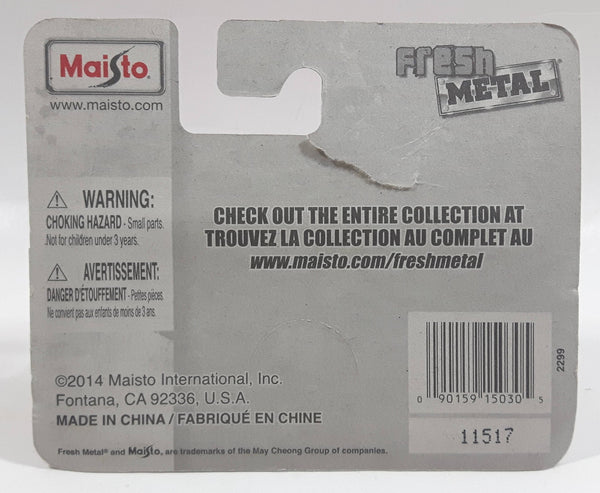 Maisto
www.maisto.com
Fresh
METAL
WARNING:
CHOKING HAZARD - Small parts.
Not for children under 3 years.
AVERTISSEMENT:
DANGER D'ÉTOUFFEMENT - Petites pièces.
Ne convient pas aux enfants de moins de 3 ans.
CHECK OUT THE ENTIRE COLLECTION AT
TROUVEZ LA COLLECTION AU COMPLET AU
www.maisto.com/freshmetal
©2014 Maisto International, Inc.
Fontana, CA 92336, U.S.A.
MADE IN CHINA / FABRIQUÉ EN CHINE
Fresh Metal® and Maisto® are trademarks of the May Cheong Group of companies.
2299
0 90159 15030 5
11517